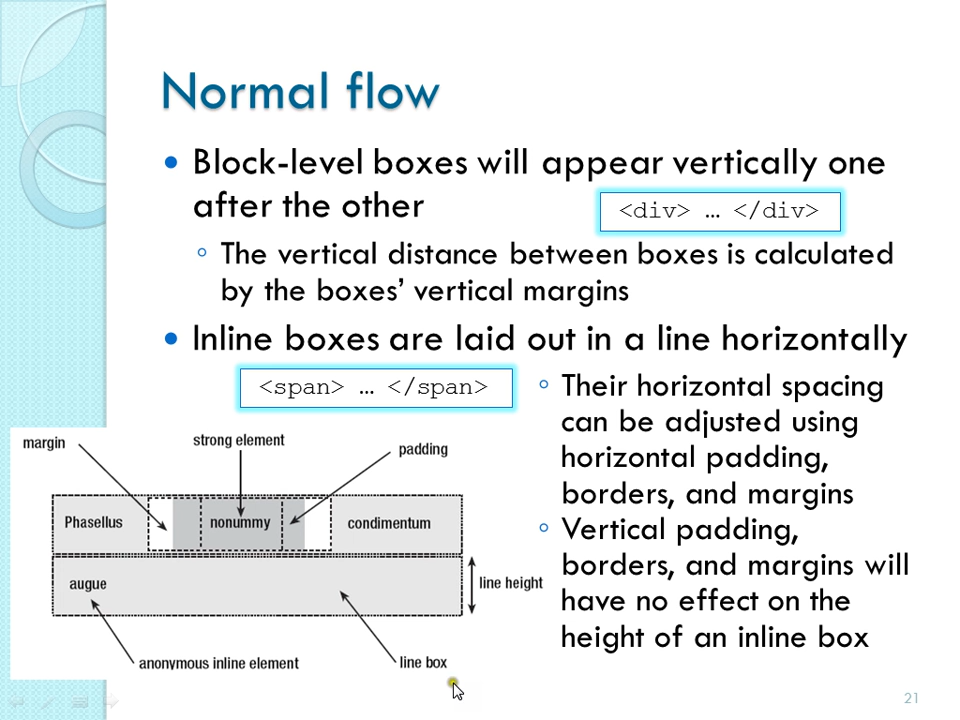 Normal flow
• Block-level boxes will appear vertically one
after the other
<div> … </div>
◦ The vertical distance between boxes is calculated
by the boxes’ vertical margins
• Inline boxes are laid out in a line horizontally
<span> … </span>
◦ Their horizontal spacing
can be adjusted using
horizontal padding,
borders, and margins
◦ Vertical padding,
borders, and margins will
have no effect on the
height of an inline box
margin
strong element
padding
Phasellus
nonummy
condimentum
augue
line height
anonymous inline element
line box
21